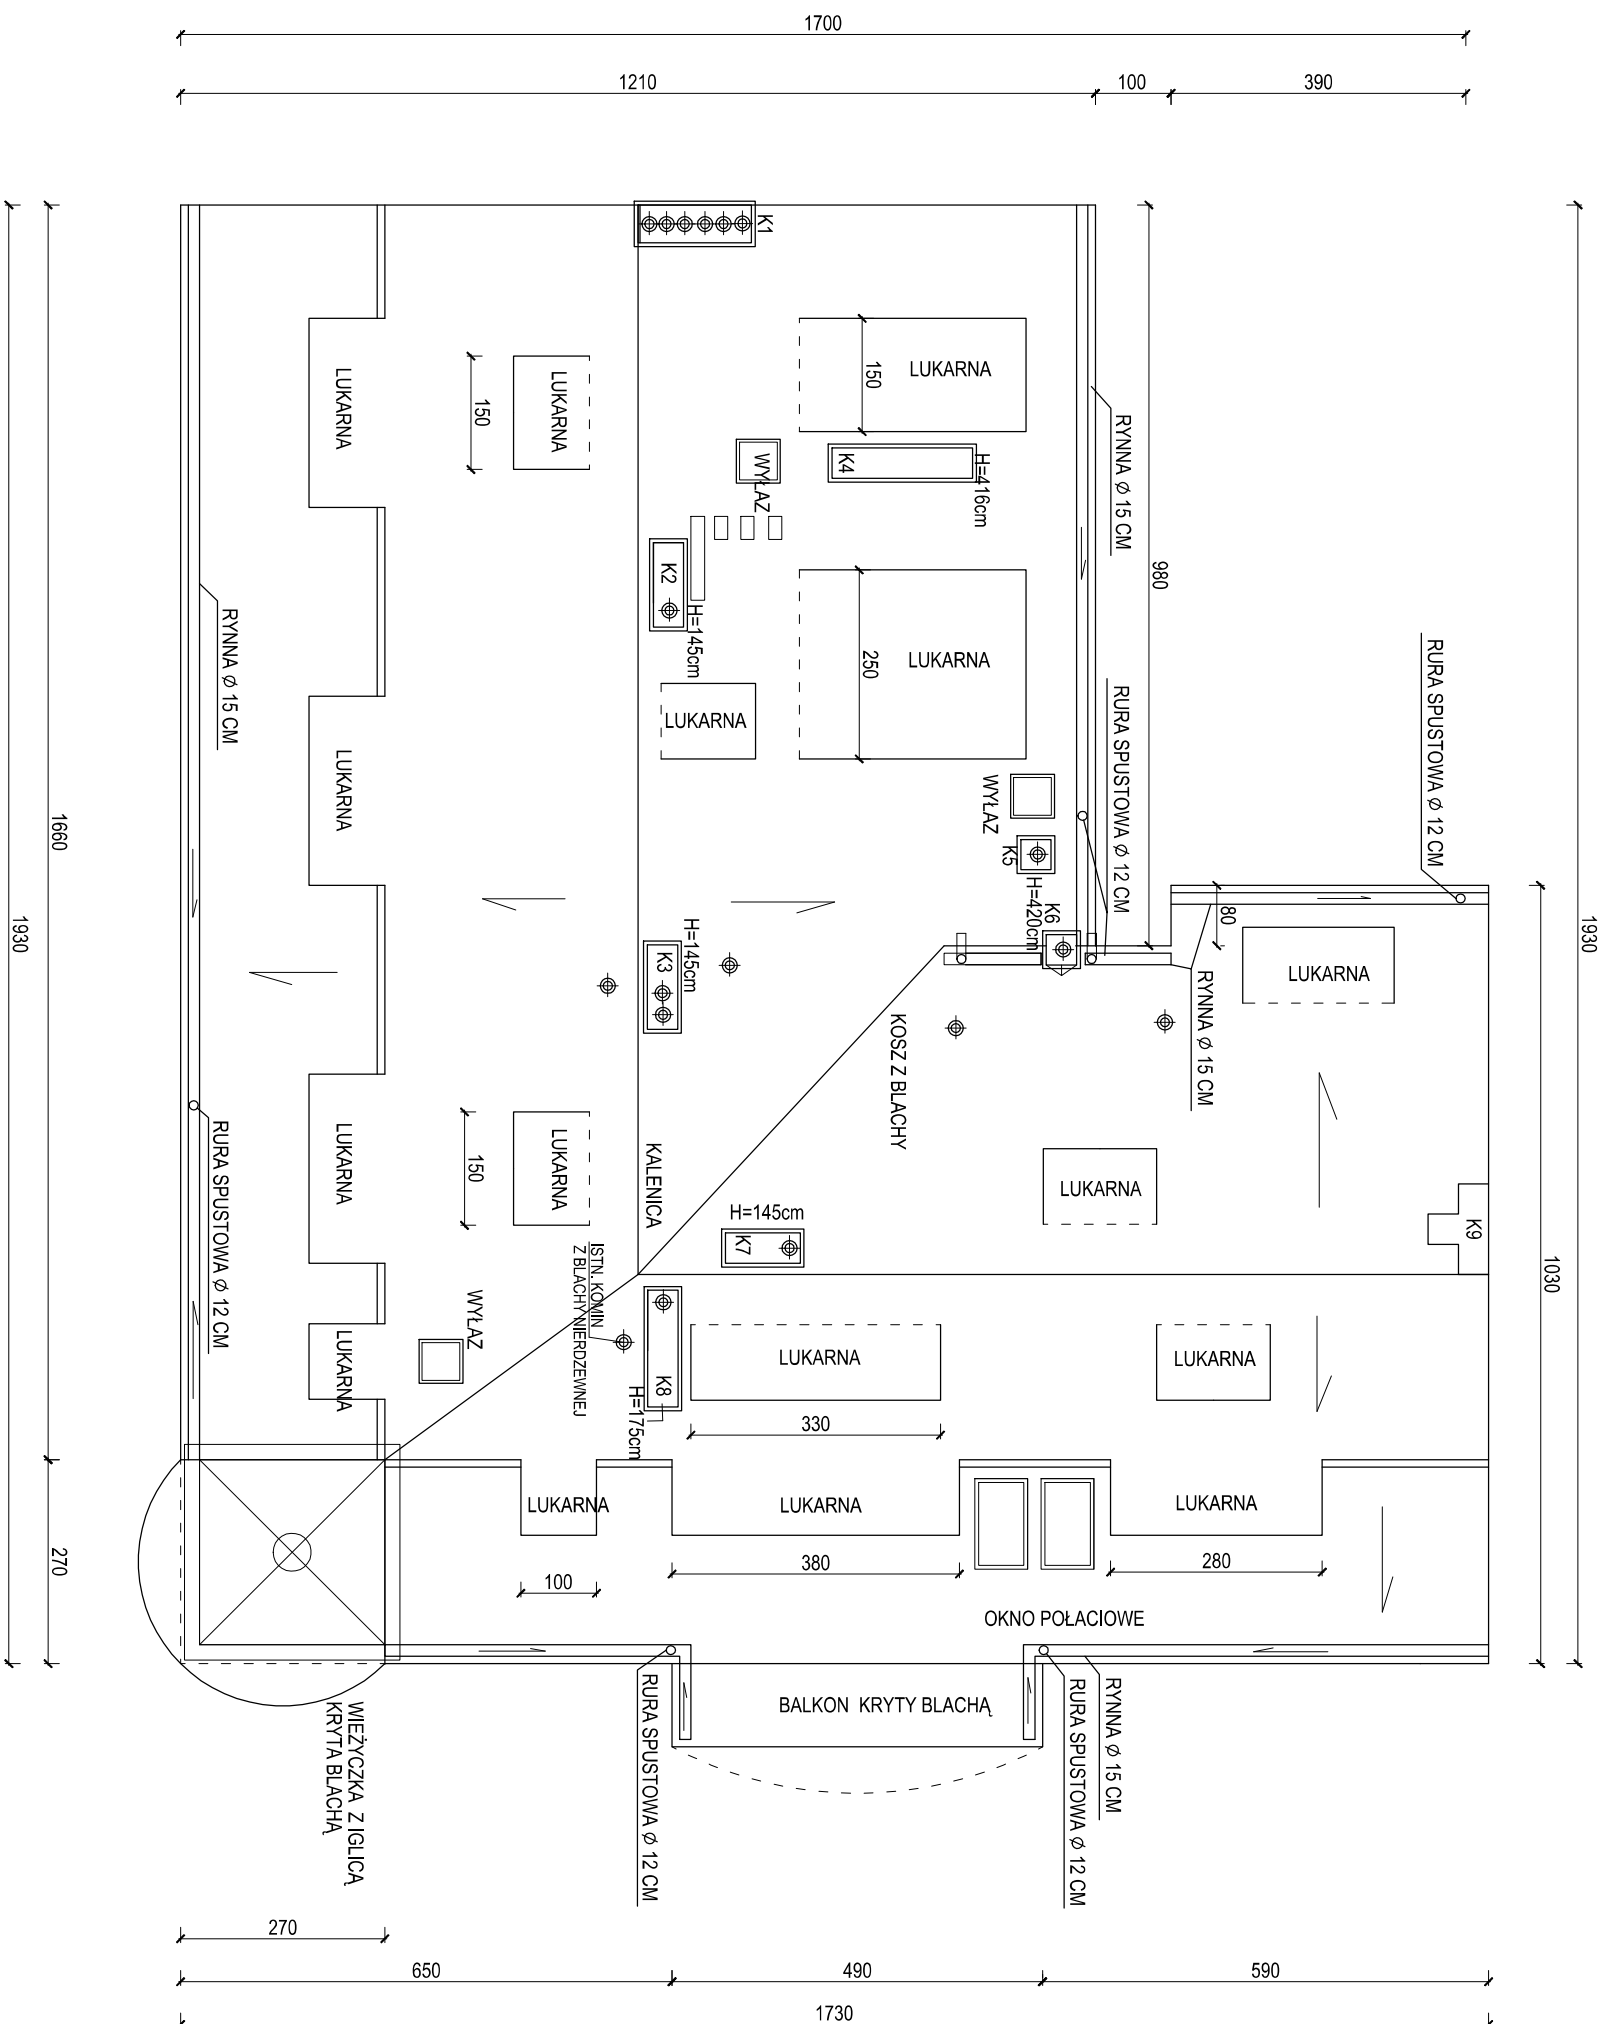 1700
1210
100
390
K1
LUKARNA
150
LUKARNA
150
LUKARNA
RYNNA Ø 15 CM
K4
H=416cm
WYŁAZ
980
1930
K2
H=145cm
250
LUKARNA
LUKARNA
RYNNA Ø 15 CM
RURA SPUSTOWA Ø 12 CM
RURA SPUSTOWA Ø 12 CM
LUKARNA
WYŁAZ
K5
H=420cm
K6
80
1660
1930
K3
H=145cm
LUKARNA
RYNNA Ø 15 CM
KOSZ Z BLACHY
LUKARNA
150
LUKARNA
KALENICA
LUKARNA
H=145cm
K7
K9
1030
RURA SPUSTOWA Ø 12 CM
ISTN. KOMIN
Z BLACHY NIERDZEWNEJ
WYŁAZ
LUKARNA
K8
H=175cm
LUKARNA
LUKARNA
330
LUKARNA
LUKARNA
LUKARNA
270
100
380
280
OKNO POŁACIOWE
BALKON KRYTY BLACHĄ
WIEŻYCZKA Z IGLICĄ
KRYTA BLACHĄ
RURA SPUSTOWA Ø 12 CM
RURA SPUSTOWA Ø 12 CM
RYNNA Ø 15 CM
270
650
490
590
1730